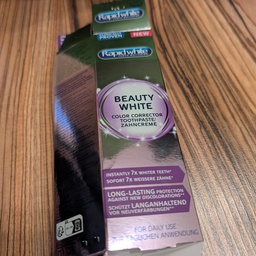 Rapid white
PROVEN NEW
Rapid white
BEAUTY
WHITE
COLOR CORRECTOR
TOOTHPASTE/
ZAHNCREME
INSTANTLY 7x WHITER TEETH*
SOFORT 7x WEISSERE ZÄHNE*
LONG-LASTING PROTECTION
AGAINST NEW DISCOLORATIONS**
SCHÜTZT LANGANHALTEND
VOR NEUVERFÄRBUNGEN**
FOR DAILY USE
ZUR TÄGLICHEN ANWENDUNG